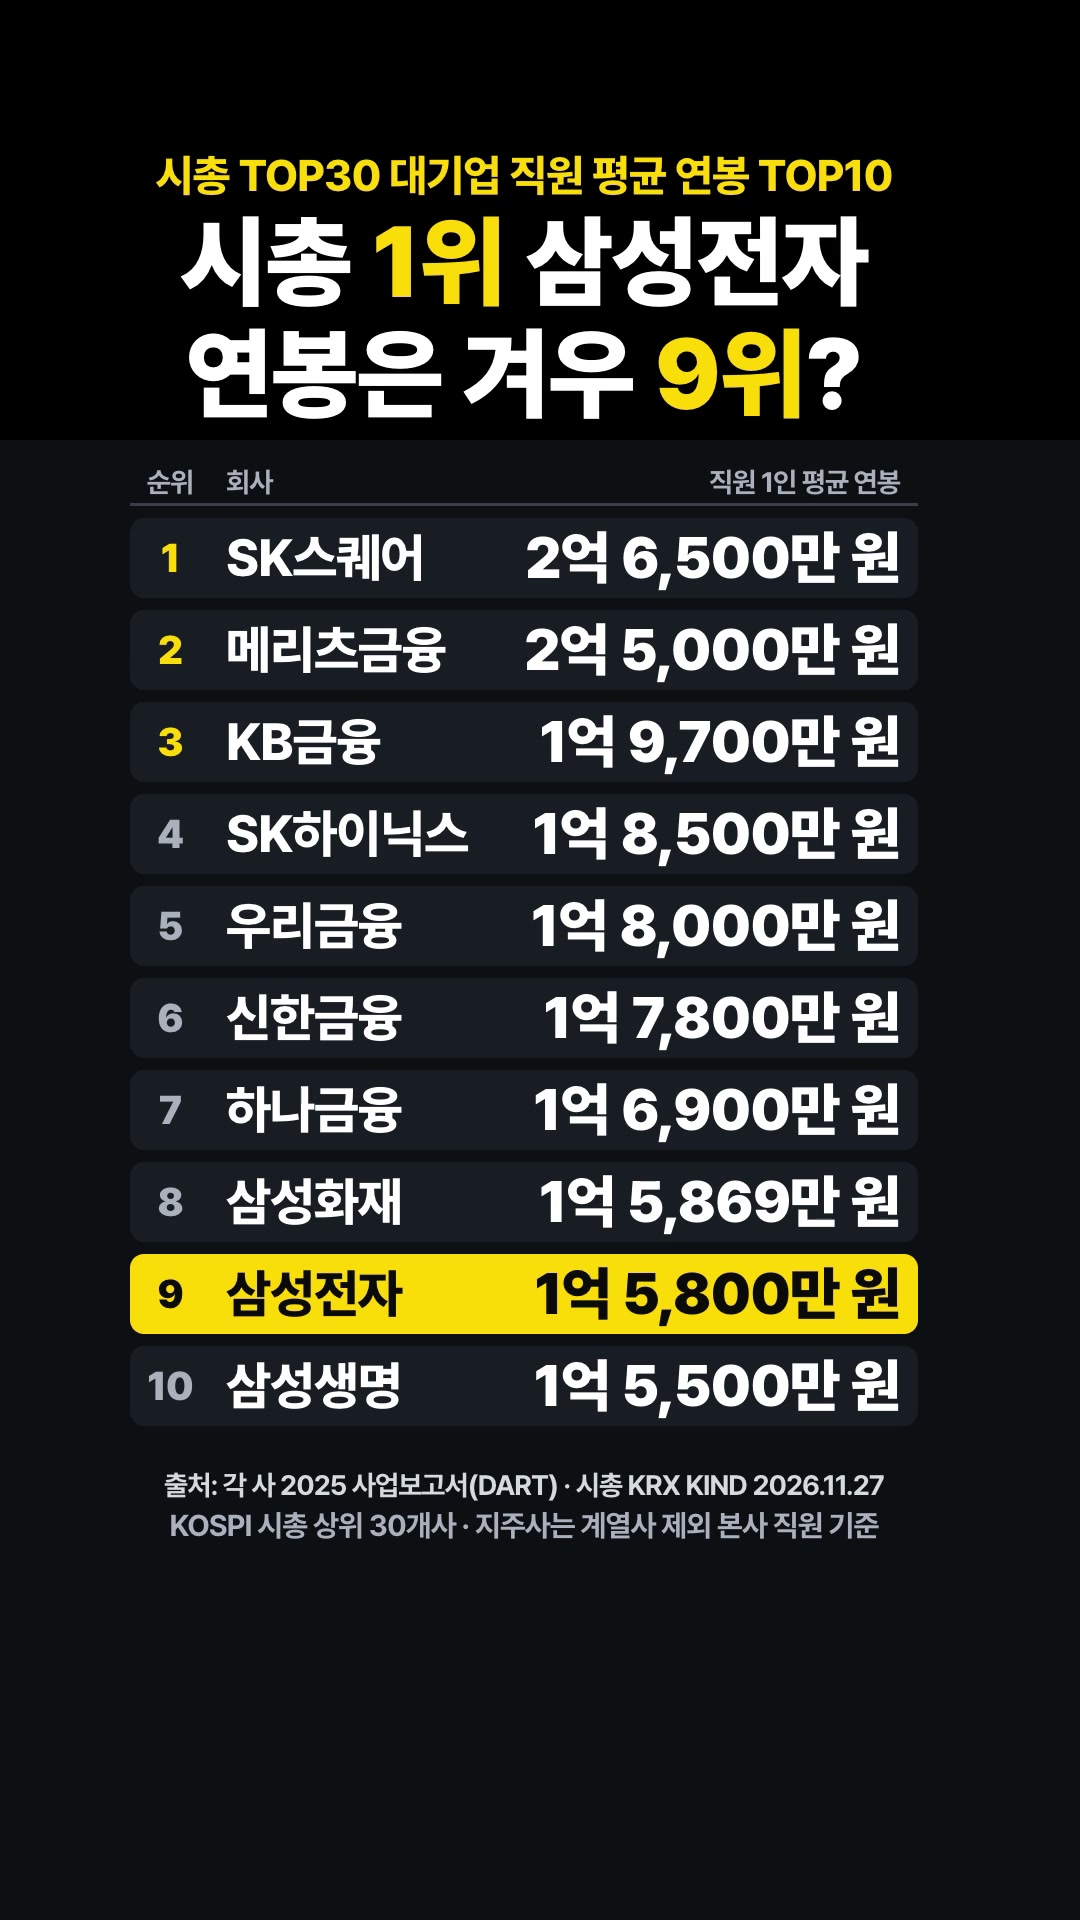 시총 TOP30 대기업 직원 평균 연봉 TOP10
시총 1위 삼성전자
연봉은 겨우 9위?
순위 회사 직원 1인 평균 연봉
1 SK스퀘어 2억 6,500만 원
2 메리츠금융 2억 5,000만 원
3 KB금융 1억 9,700만 원
4 SK하이닉스 1억 8,500만 원
5 우리금융 1억 8,000만 원
6 신한금융 1억 7,800만 원
7 하나금융 1억 6,900만 원
8 삼성화재 1억 5,869만 원
9 삼성전자 1억 5,800만 원
10 삼성생명 1억 5,500만 원
출처: 각 사 2025 사업보고서(DART) · 시총 KRX KIND 2026.11.27
KOSPI 시총 상위 30개사 · 지주사는 계열사 제외 본사 직원 기준